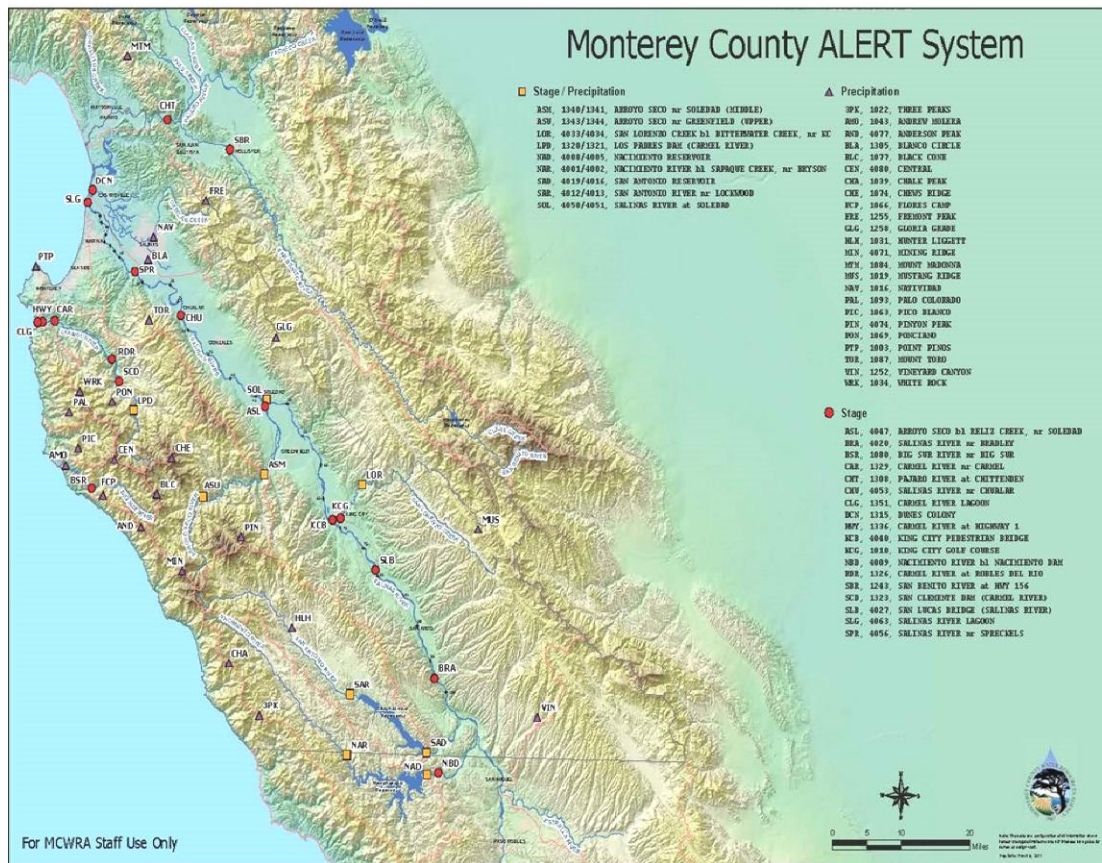 Monterey County ALERT System
Stage / Precipitation
ASM, 1340/1341, ARROYO SECO nr SOLEDAD (MIDDLE)
ASU, 1343/1344, ARROYO SECO nr GREENFIELD (UPPER)
LOR, 4033/4034, SAN LORENZO CREEK bl BITTERWATER CREEK, nr KC
LPD, 1320/1321, LOS PADRES DAM (CARMEL RIVER)
NAD, 4008/4005, NACIMIENTO RESERVOIR
NAR, 4001/4002, NACIMIENTO RIVER bl SAPAQUE CREEK, nr BRYSON
SAD, 4019/4016, SAN ANTONIO RESERVOIR
SAR, 4012/4013, SAN ANTONIO RIVER nr LOCKWOOD
SOL, 4050/4051, SALINAS RIVER at SOLEDAD
Precipitation
3PK, 1022, THREE PEAKS
AMO, 1043, ANDREW MOLERA
AND, 4077, ANDERSON PEAK
BLA, 1305, BLANCO CIRCLE
BLC, 1077, BLACK CONE
CEN, 4080, CENTRAL
CHA, 1039, CHALK PEAK
CHE, 1074, CHEWS RIDGE
FCP, 1066, FLORES CAMP
FRE, 1255, FREMONT PEAK
GLG, 1258, GLORIA GRADE
HLH, 1031, HUNTER LIGGETT
MIN, 4071, MINING RIDGE
MTM, 1084, MOUNT MADONNA
MUS, 1019, MUSTANG RIDGE
NAV, 1016, NATIVIDAD
PAL, 1093, PALO COLORADO
PIC, 1063, PICO BLANCO
PIN, 4074, PINYON PEAK
PON, 1069, PONCIANO
PTP, 1003, POINT PINOS
TOR, 1087, MOUNT TORO
VIN, 1252, VINEYARD CANYON
WRK, 1034, WHITE ROCK
Stage
ASL, 4047, ARROYO SECO bl RELIZ CREEK, nr SOLEDAD
BRA, 4020, SALINAS RIVER nr BRADLEY
BSR, 1080, BIG SUR RIVER nr BIG SUR
CAR, 1329, CARMEL RIVER nr CARMEL
CHT, 1308, PAJARO RIVER at CHITTENDEN
CHU, 4053, SALINAS RIVER nr CHUALAR
CLG, 1351, CARMEL RIVER LAGOON
DCN, 1315, DUNES COLONY
HWY, 1336, CARMEL RIVER at HIGHWAY 1
KCB, 4040, KING CITY PEDESTRIAN BRIDGE
KCG, 1010, KING CITY GOLF COURSE
NBD, 4009, NACIMIENTO RIVER bl NACIMIENTO DAM
RDR, 1326, CARMEL RIVER at ROBLES DEL RIO
SBR, 1243, SAN BENITO RIVER at HWY 156
SCD, 1323, SAN CLEMENTE DAM (CARMEL RIVER)
SLB, 4027, SAN LUCAS BRIDGE (SALINAS RIVER)
SLG, 4063, SALINAS RIVER LAGOON
SPR, 4056, SALINAS RIVER nr SPRECKELS
MTM
CHT
SBR
DCN
SLG
FRE
NAV
BLA
PTP
SPR
HWY CAR
CLG
TOR
CHU
GLG
RDR
SCD
WRK
PON
PAL
LPD
SOL
ASL
PIC
CEN
CHE
AMO
ASM
LOR
BSR
FCP
BLC
ASU
KCG
KCB
AND
PIN
MUS
MIN
SLB
HLH
CHA
BRA
SAR
3PK
VIN
NAR
SAD
NAD
NBD
For MCWRA Staff Use Only
0 5 10 20
Miles